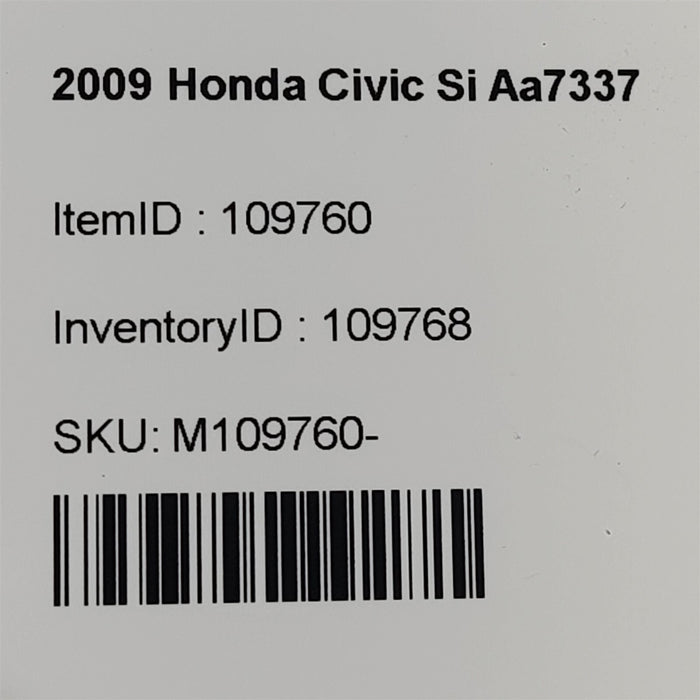 2009 Honda Civic Si Aa7337
ItemID : 109760
InventoryID : 109768
SKU: M109760-